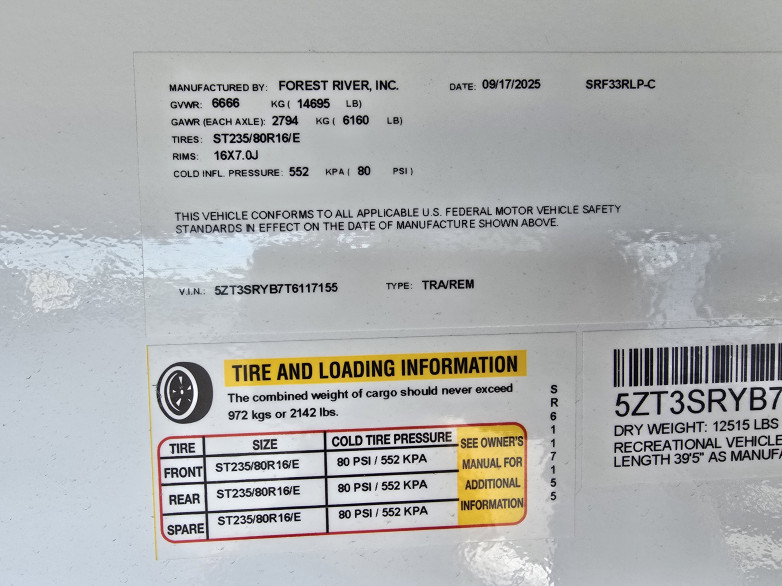 MANUFACTURED BY: FOREST RIVER, INC. DATE: 09/17/2025 SRF33RLP-C
GVWR: 6666 KG ( 14695 LB)
GAWR (EACH AXLE): 2794 KG ( 6160 LB)
TIRES: ST235/80R16/E
RIMS: 16X7.0J
COLD INFL. PRESSURE: 552 KPA ( 80 PSI )
THIS VEHICLE CONFORMS TO ALL APPLICABLE U.S. FEDERAL MOTOR VEHICLE SAFETY
STANDARDS IN EFFECT ON THE DATE OF MANUFACTURE SHOWN ABOVE.
V.I.N.: 5ZT3SRYB7T6117155 TYPE: TRA/REM
TIRE AND LOADING INFORMATION
The combined weight of cargo should never exceed
972 kgs or 2142 lbs.
TIRE SIZE COLD TIRE PRESSURE SEE OWNER'S
FRONT ST235/80R16/E 80 PSI / 552 KPA MANUAL FOR
REAR ST235/80R16/E 80 PSI / 552 KPA ADDITIONAL
INFORMATION
SPARE ST235/80R16/E 80 PSI / 552 KPA
SR6117155
5ZT3SRYB7
DRY WEIGHT: 12515 LBS
RECREATIONAL VEHICLE
LENGTH 39'5" AS MANUFA